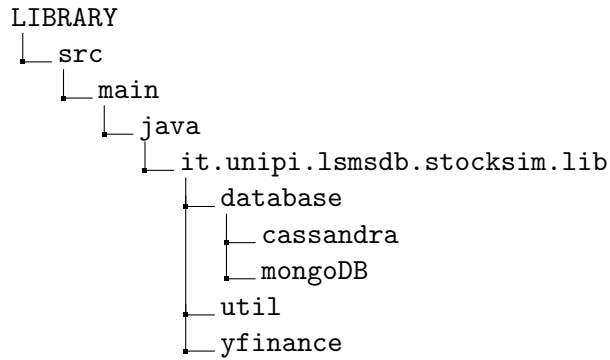 LIBRARY
src
main
java
it.unipi.lsmsdb.stocksim.lib
database
cassandra
mongoDB
util
yfinance